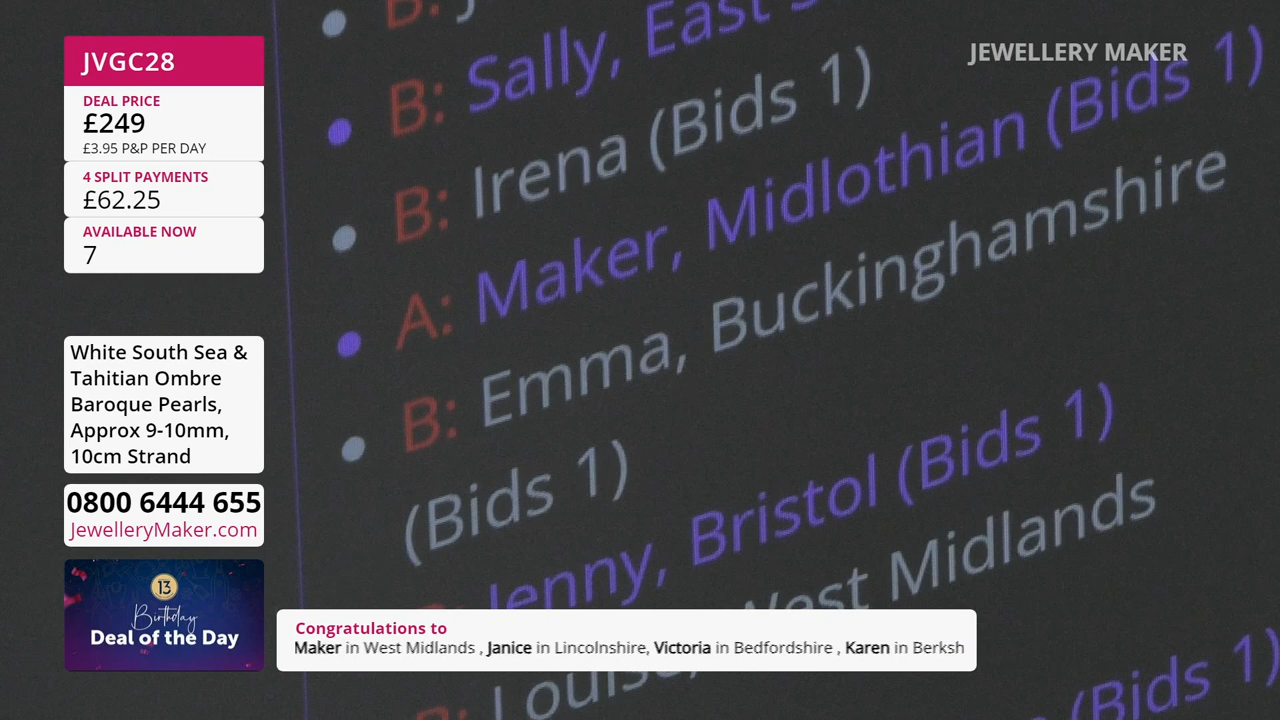 B:
JEWELLERY MAKER
JVGC28
DEAL PRICE
£249
£3.95 P&P PER DAY
4 SPLIT PAYMENTS
£62.25
AVAILABLE NOW
7
White South Sea &
Tahitian Ombre
Baroque Pearls,
Approx 9-10mm,
10cm Strand
0800 6444 655
JewelleryMaker.com
13
Birthday
Deal of the Day
B: Sally, East
B: Irena (Bids 1)
A: Maker, Midlothian (Bids 1)
B: Emma, Buckinghamshire
(Bids 1)
Jenny, Bristol (Bids 1)
West Midlands
B: Louise,
(Bids 1)
Congratulations to
Maker in West Midlands , Janice in Lincolnshire, Victoria in Bedfordshire , Karen in Berksh